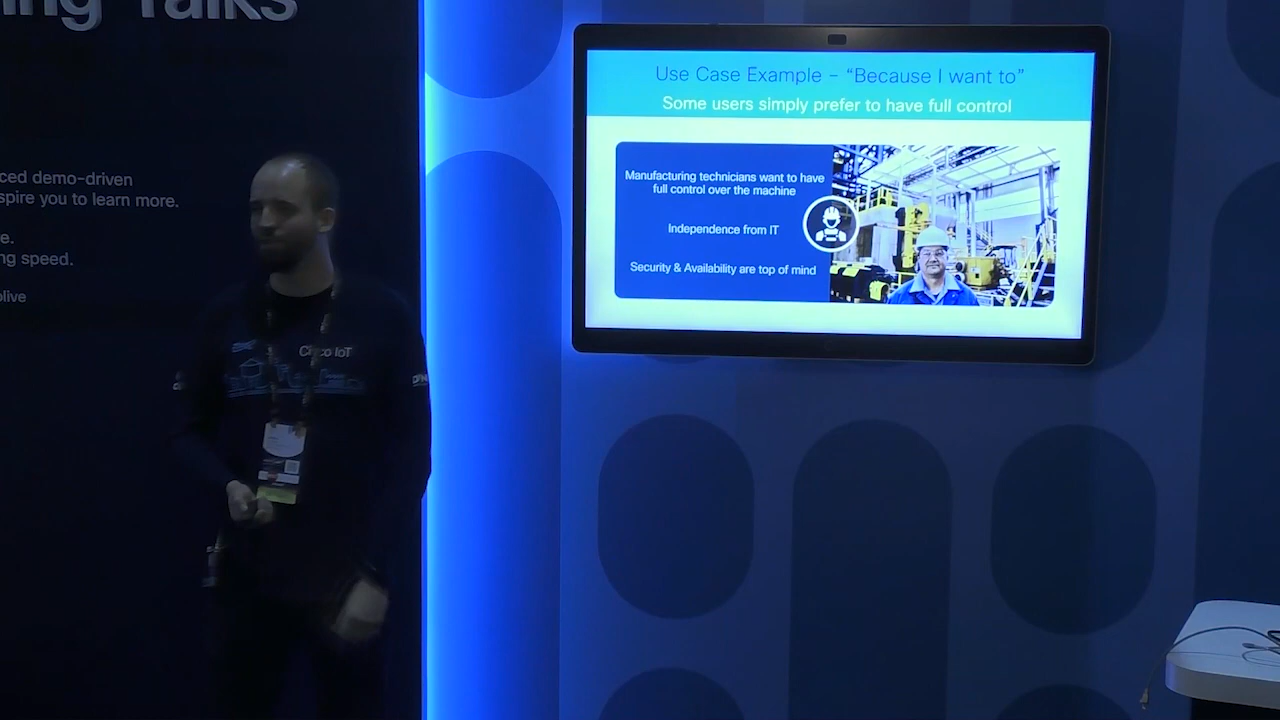 ing Talks
ced demo-driven
spire you to learn more.
e.
ng speed.
olive
Cisco IoT
Use Case Example – “Because I want to”
Some users simply prefer to have full control
Manufacturing technicians want to have
full control over the machine
Independence from IT
Security & Availability are top of mind